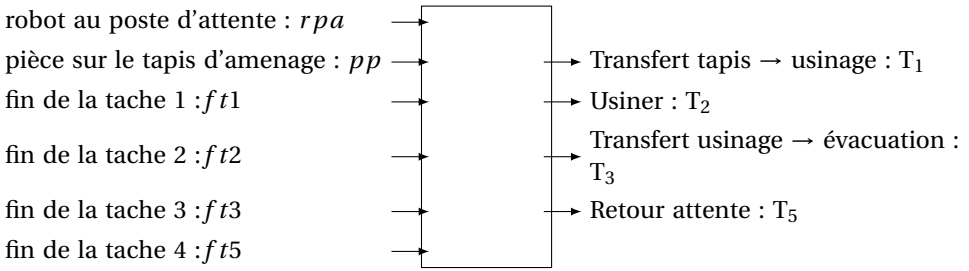 robot au poste d'attente : rpa
pièce sur le tapis d'amenage : pp
fin de la tache 1 :ft1
fin de la tache 2 :ft2
fin de la tache 3 :ft3
fin de la tache 4 :ft5
Transfert tapis → usinage : T₁
Usiner : T₂
Transfert usinage → évacuation :
T₃
Retour attente : T₅